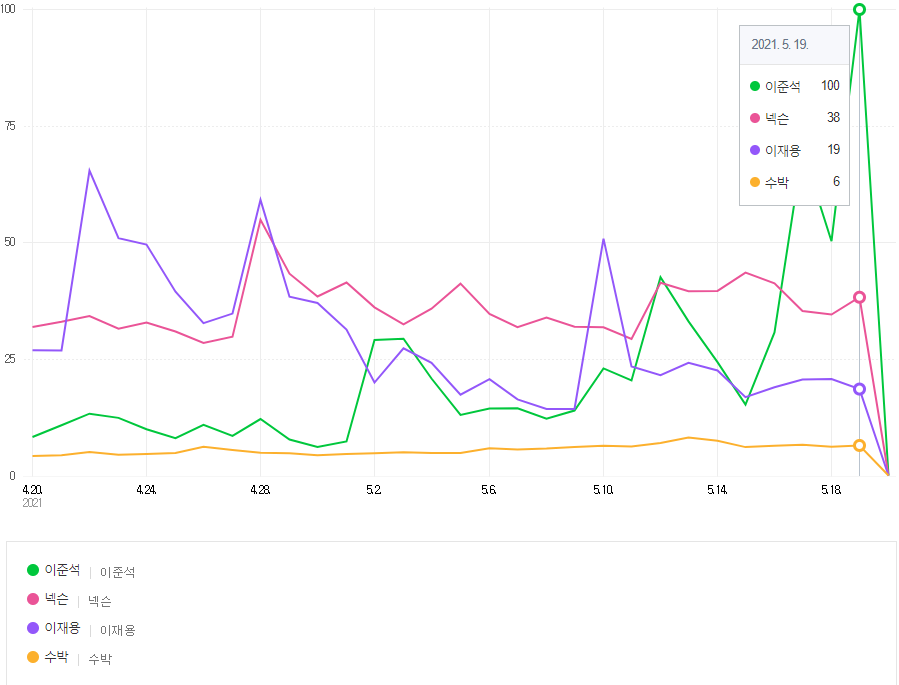 100
2021. 5. 19.
이준석 100
넥슨 38
이재용 19
수박 6
75
50
25
0
4.20. 4.24. 4.28. 5.2. 5.6. 5.10. 5.14. 5.18.
2021
이준석 | 이준석
넥슨 | 넥슨
이재용 | 이재용
수박 | 수박